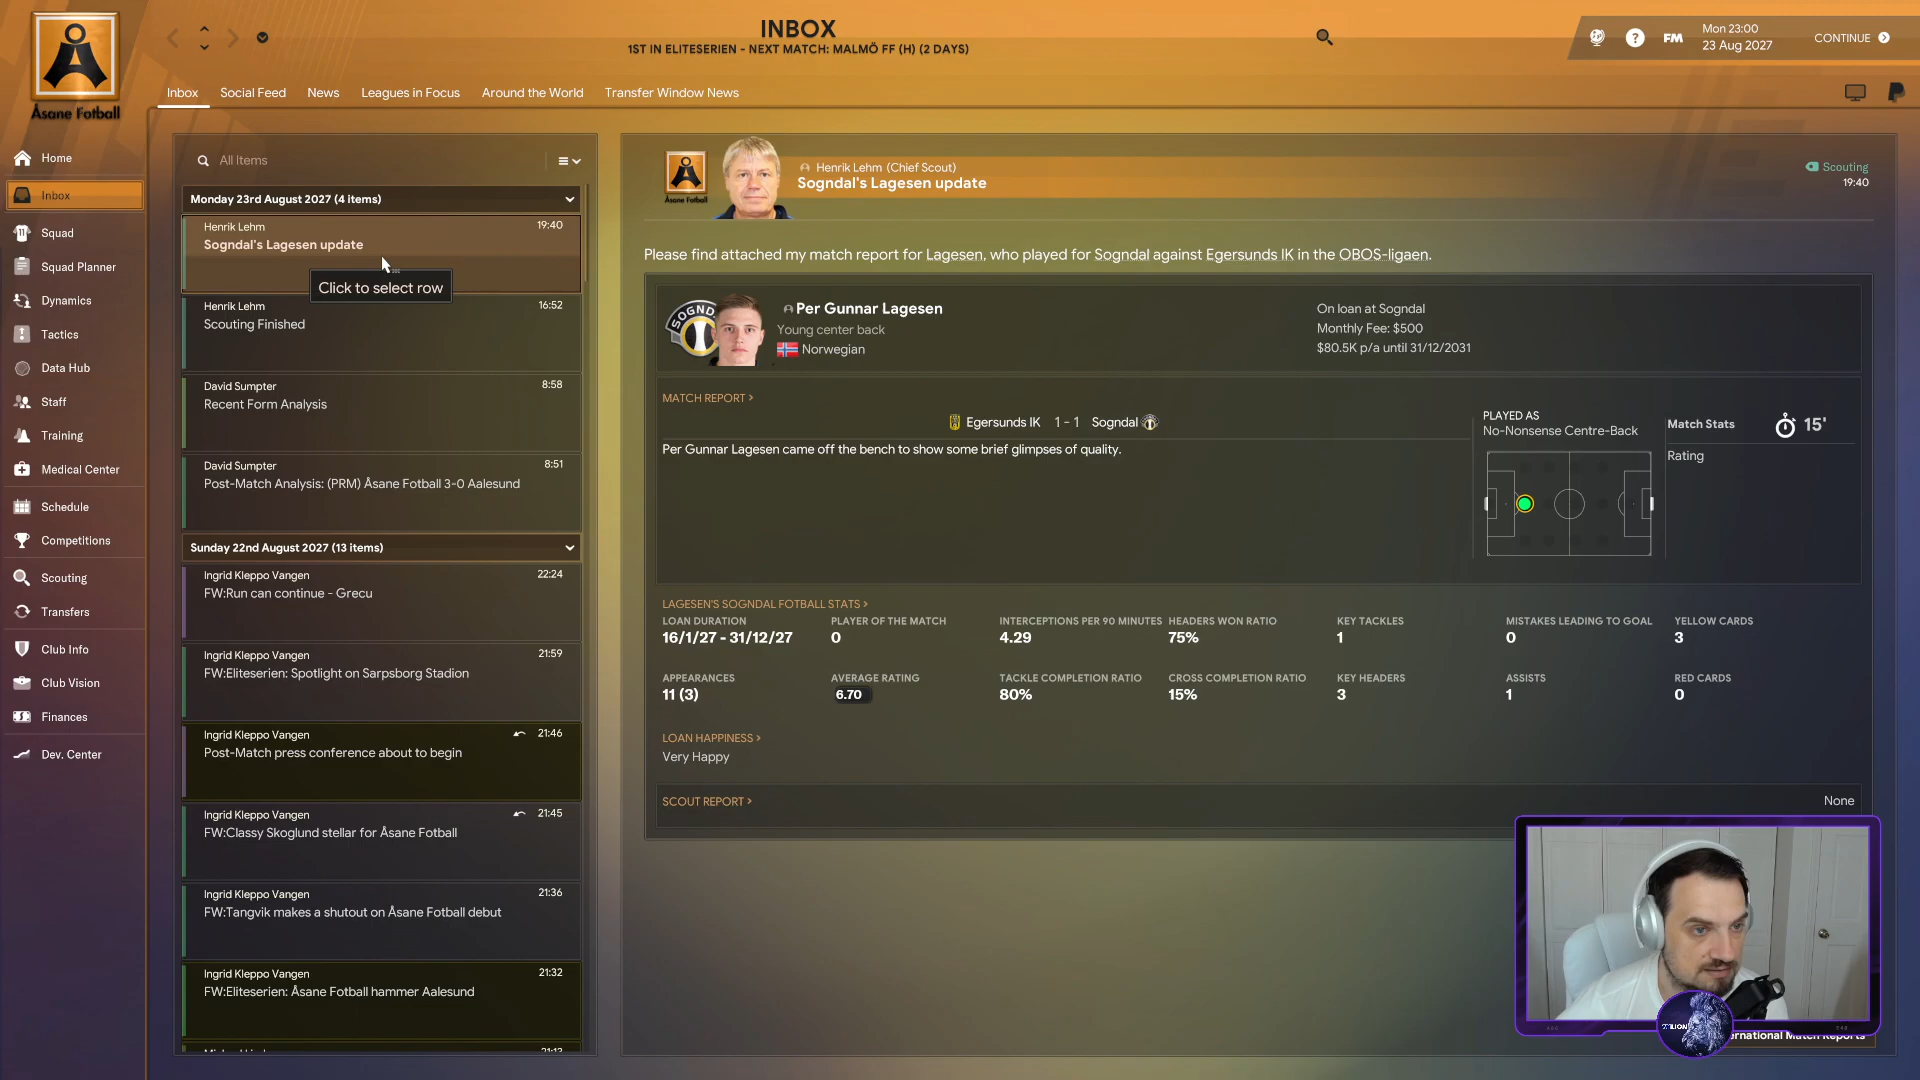 INBOX
1ST IN ELITESERIEN - NEXT MATCH: MALMÖ FF (H) (2 DAYS)
FM
Mon 23:00
23 Aug 2027
CONTINUE
Åsane Fotball
Inbox
Social Feed
News
Leagues in Focus
Around the World
Transfer Window News
Home
Inbox
Squad
Squad Planner
Dynamics
Tactics
Data Hub
Staff
Training
Medical Center
Schedule
Competitions
Scouting
Transfers
Club Info
Club Vision
Finances
Dev. Center
All Items
Monday 23rd August 2027 (4 items)
Henrik Lehm 19:40
Sogndal's Lagesen update
Click to select row
Henrik Lehm 16:52
Scouting Finished
David Sumpter 8:58
Recent Form Analysis
David Sumpter 8:51
Post-Match Analysis: (PRM) Åsane Fotball 3-0 Aalesund
Sunday 22nd August 2027 (13 items)
Ingrid Kleppo Vangen 22:24
FW:Run can continue - Grecu
Ingrid Kleppo Vangen 21:59
FW:Eliteserien: Spotlight on Sarpsborg Stadion
Ingrid Kleppo Vangen 21:46
Post-Match press conference about to begin
Ingrid Kleppo Vangen 21:45
FW:Classy Skoglund stellar for Åsane Fotball
Ingrid Kleppo Vangen 21:36
FW:Tangvik makes a shutout on Åsane Fotball debut
Ingrid Kleppo Vangen 21:32
FW:Eliteserien: Åsane Fotball hammer Aalesund
Åsane Fotball
Henrik Lehm (Chief Scout)
Sogndal's Lagesen update
Scouting
19:40
Please find attached my match report for Lagesen, who played for Sogndal against Egersunds IK in the OBOS-ligaen.
Per Gunnar Lagesen
Young center back
Norwegian
On loan at Sogndal
Monthly Fee: $500
$80.5K p/a until 31/12/2031
MATCH REPORT >
Egersunds IK 1 - 1 Sogndal
Per Gunnar Lagesen came off the bench to show some brief glimpses of quality.
PLAYED AS
No-Nonsense Centre-Back
Match Stats 15'
Rating
LAGESEN'S SOGNDAL FOTBALL STATS >
LOAN DURATION PLAYER OF THE MATCH INTERCEPTIONS PER 90 MINUTES HEADERS WON RATIO KEY TACKLES MISTAKES LEADING TO GOAL YELLOW CARDS
16/1/27 - 31/12/27 0 4.29 75% 1 0 3
APPEARANCES AVERAGE RATING TACKLE COMPLETION RATIO CROSS COMPLETION RATIO KEY HEADERS ASSISTS RED CARDS
11 (3) 6.70 80% 15% 3 1 0
LOAN HAPPINESS >
Very Happy
SCOUT REPORT >
None